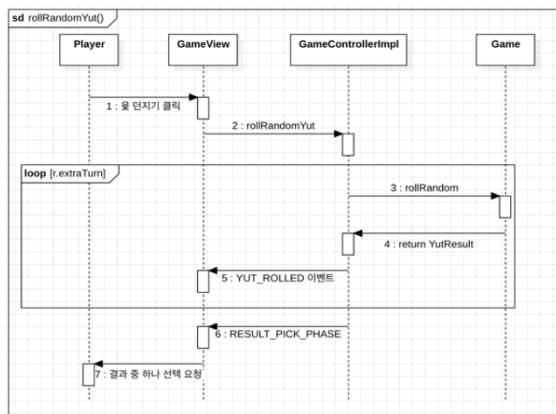 sd rollRandomYut()
Player
GameView
GameControllerImpl
Game
1 : 윷 던지기 클릭
2 : rollRandomYut
loop [r.extraTurn]
3 : rollRandom
4 : return YutResult
5 : YUT_ROLLED 이벤트
6 : RESULT_PICK_PHASE
7 : 결과 중 하나 선택 요청